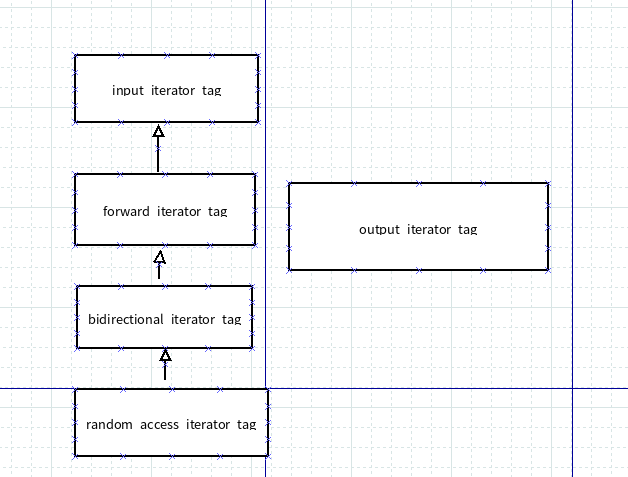 input iterator tag
forward iterator tag
output iterator tag
bidirectional iterator tag
random access iterator tag